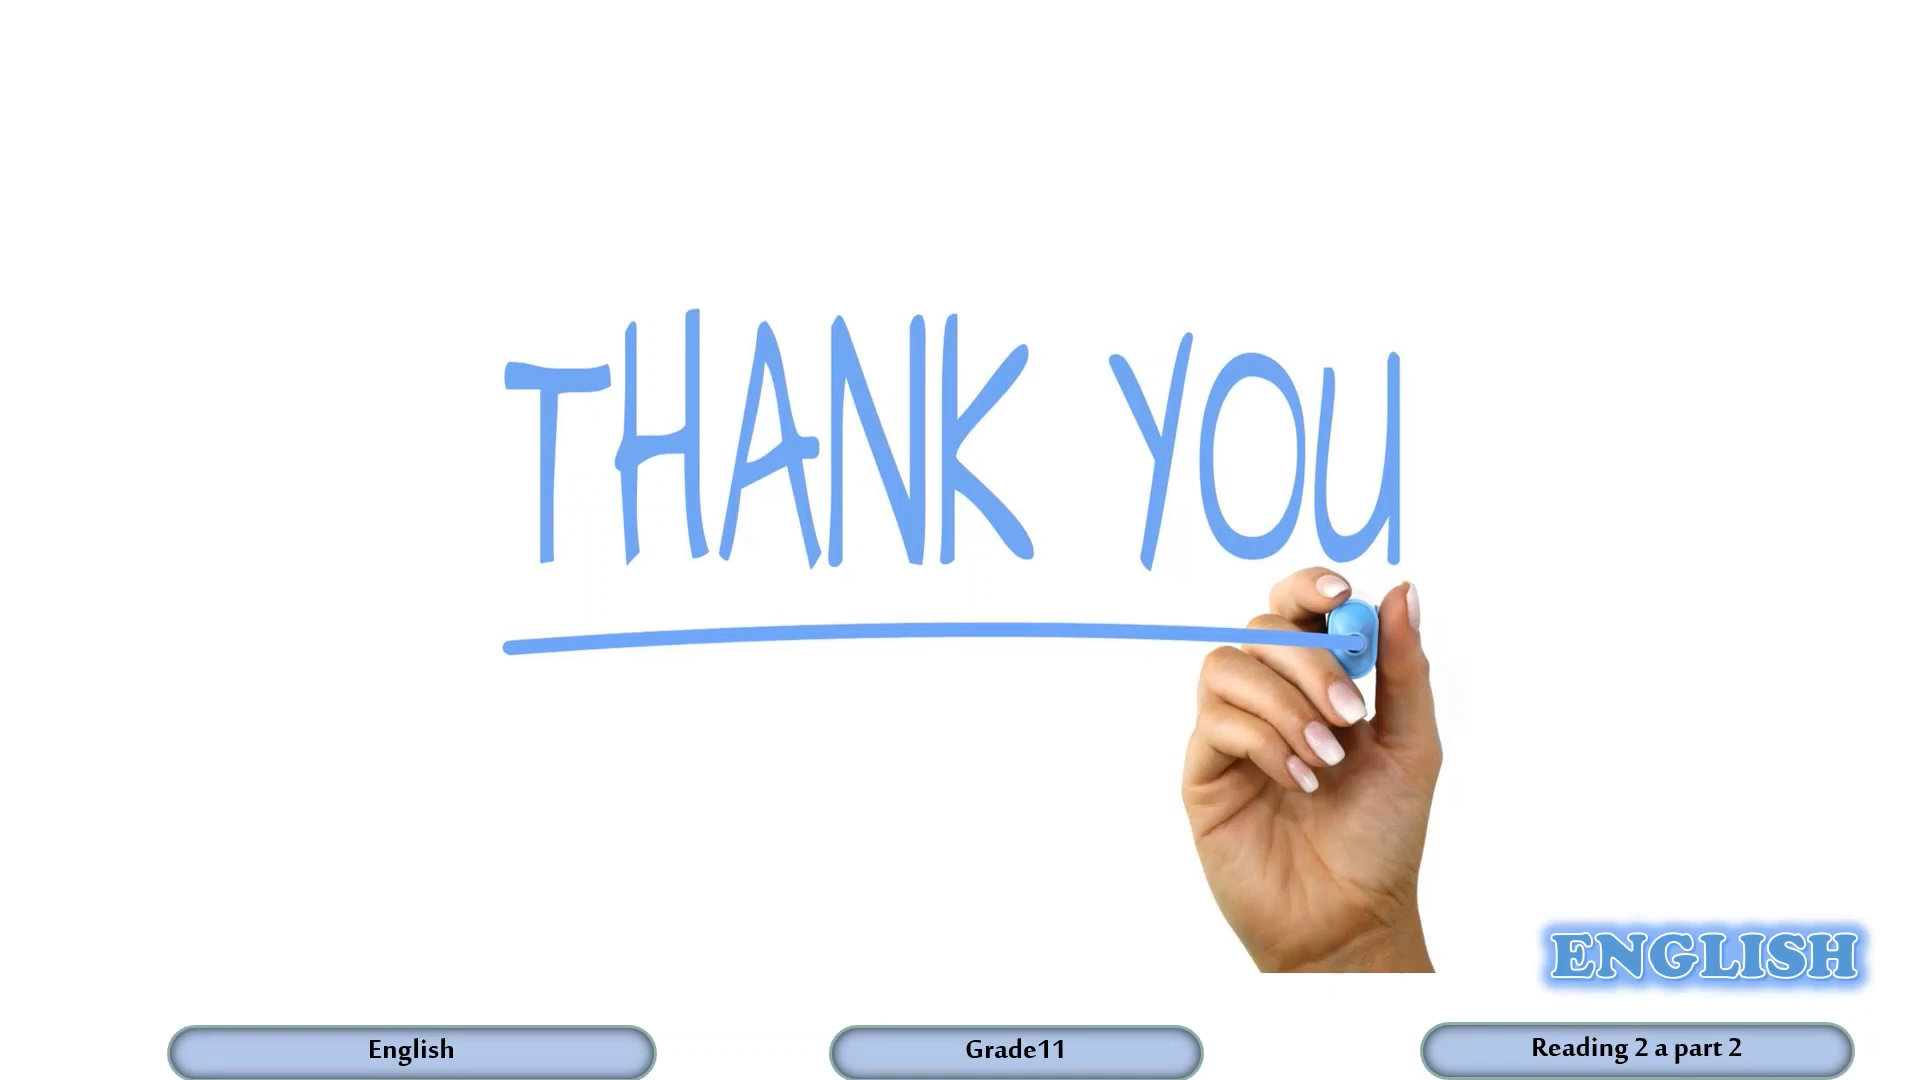 THANK YOU
ENGLISH
English
Grade11
Reading 2 a part 2